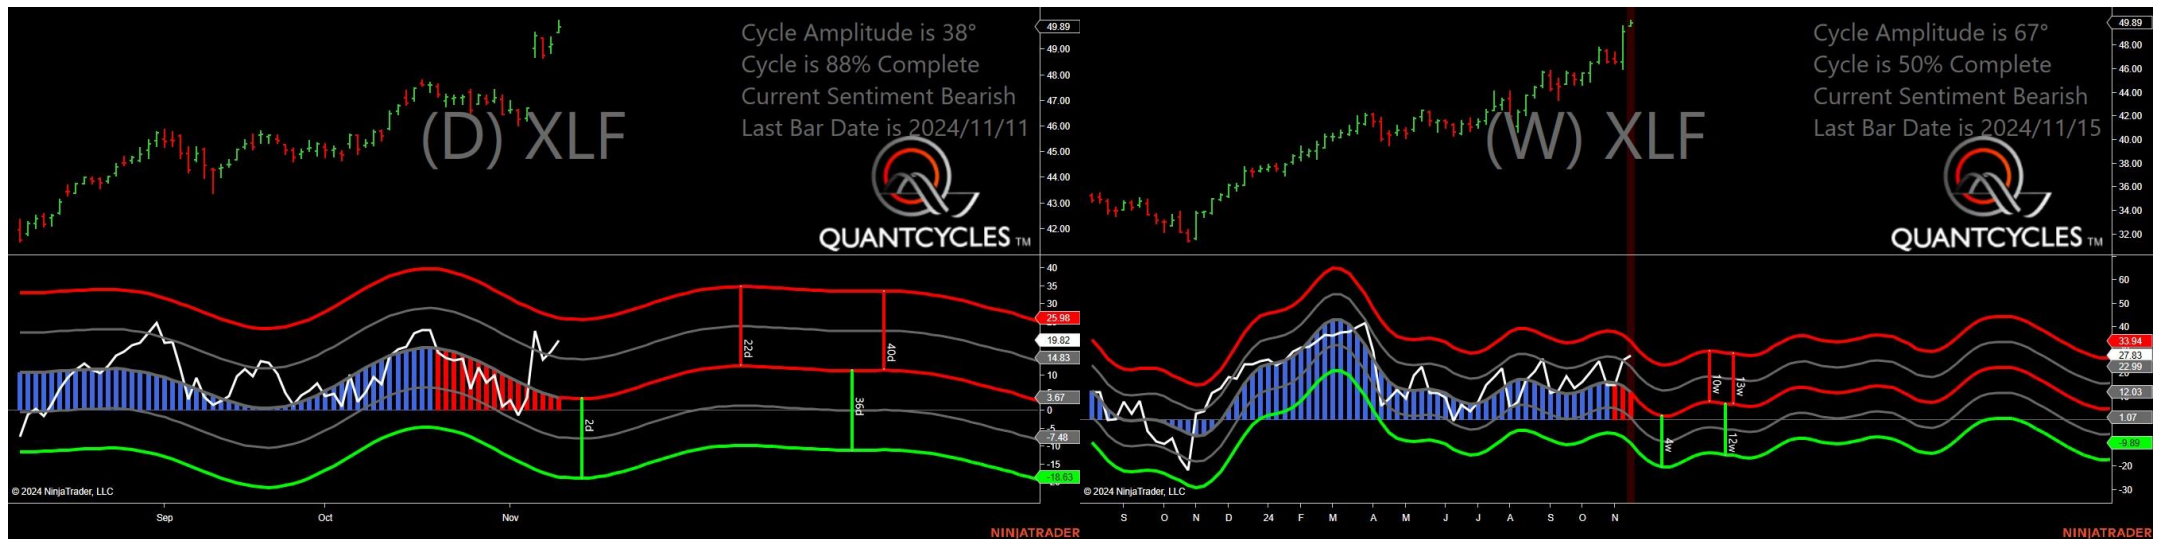 Cycle Amplitude is 38°
Cycle is 88% Complete
Current Sentiment Bearish
Last Bar Date is 2024/11/11
(D) XLF
QUANTCYCLES TM
49.89
49.00
48.00
47.00
46.00
45.00
44.00
43.00
42.00
40
35
30
25.98
19.82
14.83
10
3.67
0
-5
-7.48
-10
-15
-18.63
22d
40d
2d
36d
© 2024 NinjaTrader, LLC
Sep
Oct
Nov
NINJATRADER
Cycle Amplitude is 67°
Cycle is 50% Complete
Current Sentiment Bearish
Last Bar Date is 2024/11/15
(W) XLF
QUANTCYCLES TM
49.89
48.00
46.00
44.00
42.00
40.00
38.00
36.00
34.00
32.00
60
50
40
33.94
27.83
22.99
12.03
1.07
-9.89
-20
-30
10w
13w
4w
12w
© 2024 NinjaTrader, LLC
S
O
N
D
24
F
M
A
M
J
J
A
S
O
N
NINJATRADER